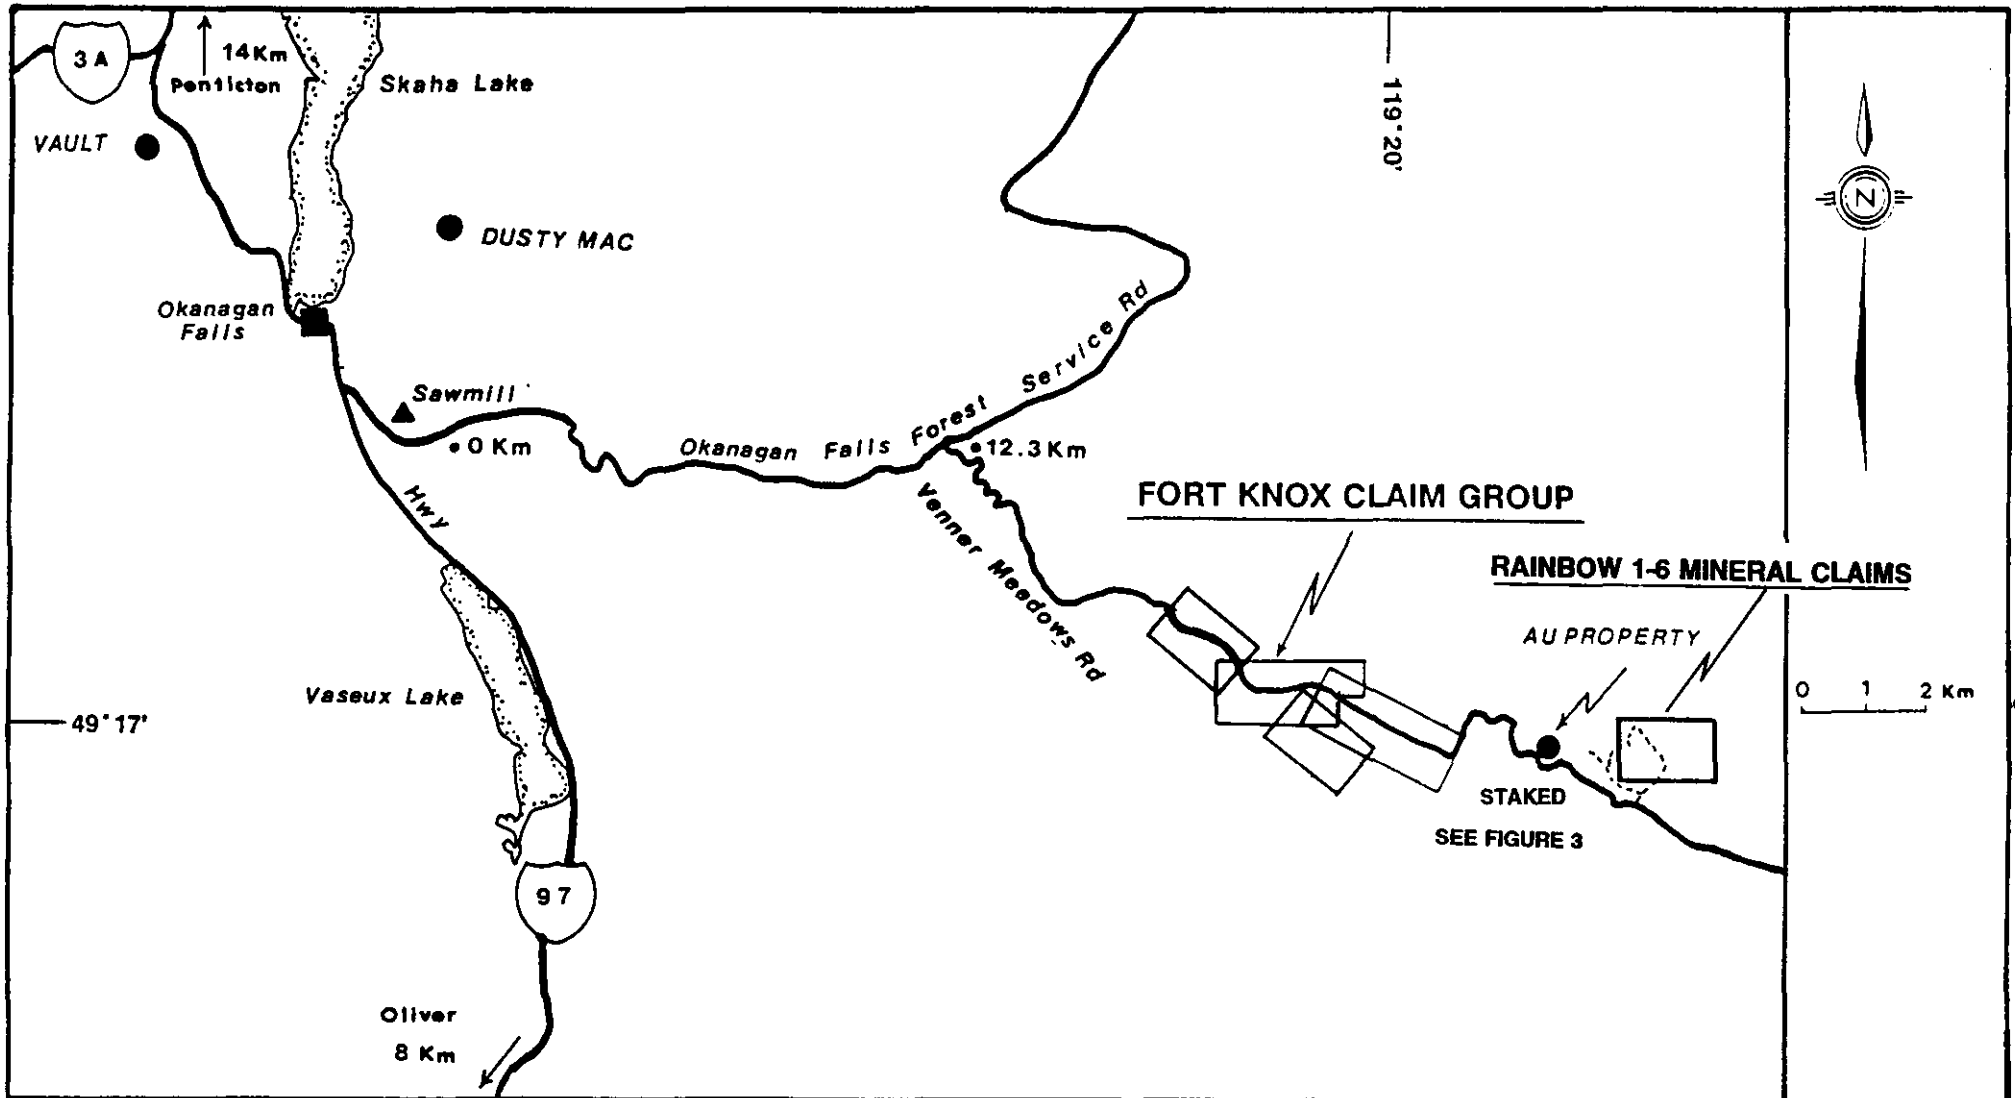 3A
14Km
Penticton
Skaha Lake
119°20'
VAULT
N
DUSTY MAC
Okanagan
Falls
Okanagan Falls Forest Service Rd
Sawmill
0 Km
12.3Km
Hwy
Venner Meadows Rd
FORT KNOX CLAIM GROUP
RAINBOW 1-6 MINERAL CLAIMS
AU PROPERTY
Vaseux Lake
0 1 2 Km
49°17'
STAKED
SEE FIGURE 3
97
Oliver
8 Km